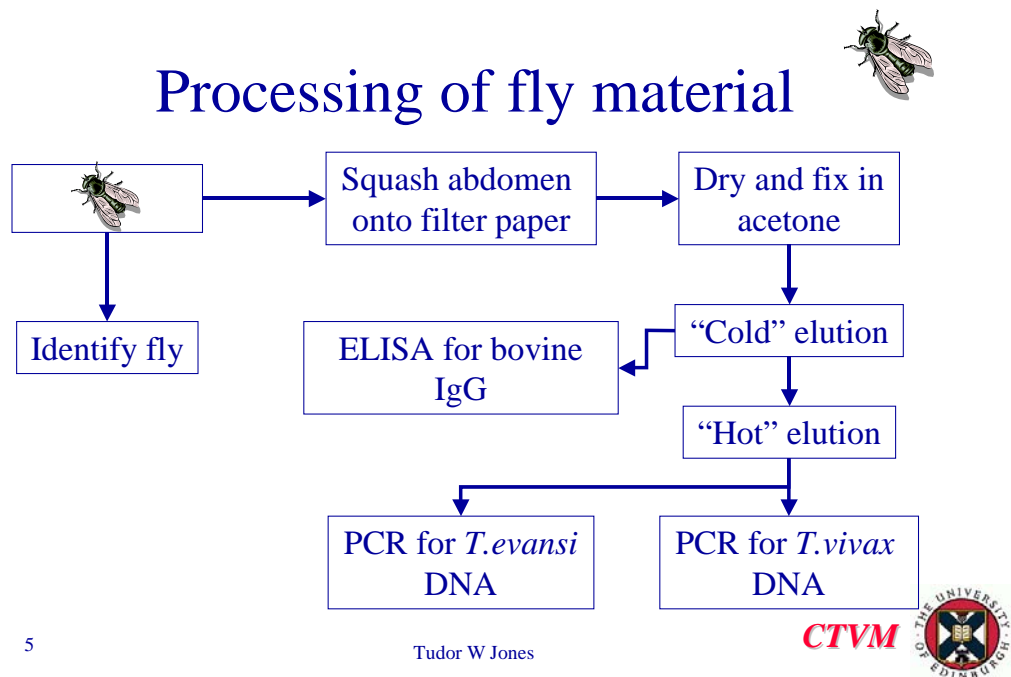 Processing of fly material
Squash abdomen
onto filter paper
Dry and fix in
acetone
Identify fly
ELISA for bovine
IgG
“Cold” elution
“Hot” elution
PCR for T.evansi
DNA
PCR for T.vivax
DNA
5
Tudor W Jones
CTVM
THE UNIVERSITY OF EDINBURGH